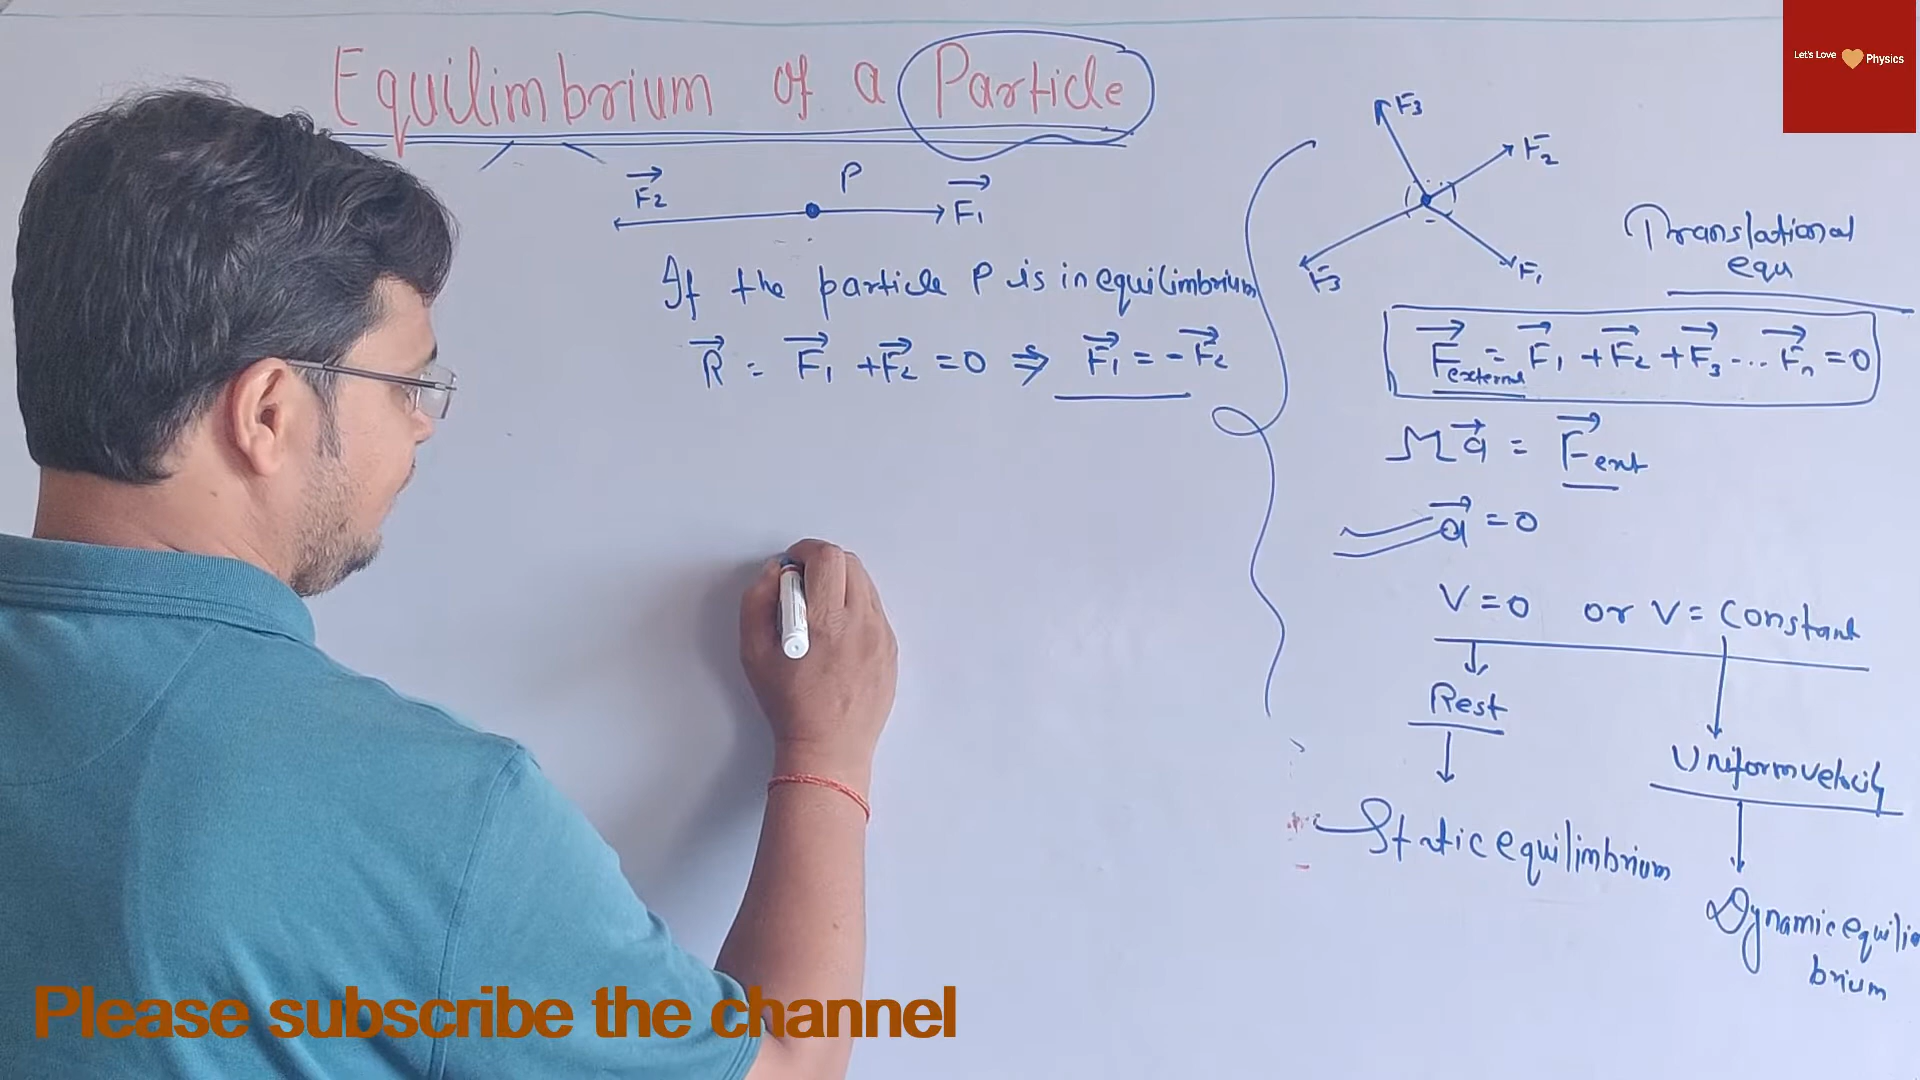 Equilimbrium of a Particle
F2 P F1
If the particle P is in equilimbrium
R = F1 + F2 = 0 ⇒ F1 = -F2
F3
F2
F3
F1
Translational
equ
Fexternal = F1 + F2 + F3 ... Fn = 0
Ma = Fext
a = 0
V = 0 or V = Constant
Rest
Uniform velocity
Static equilimbrium
Dynamic equili
brium
Let's Love Physics
Please subscribe the channel